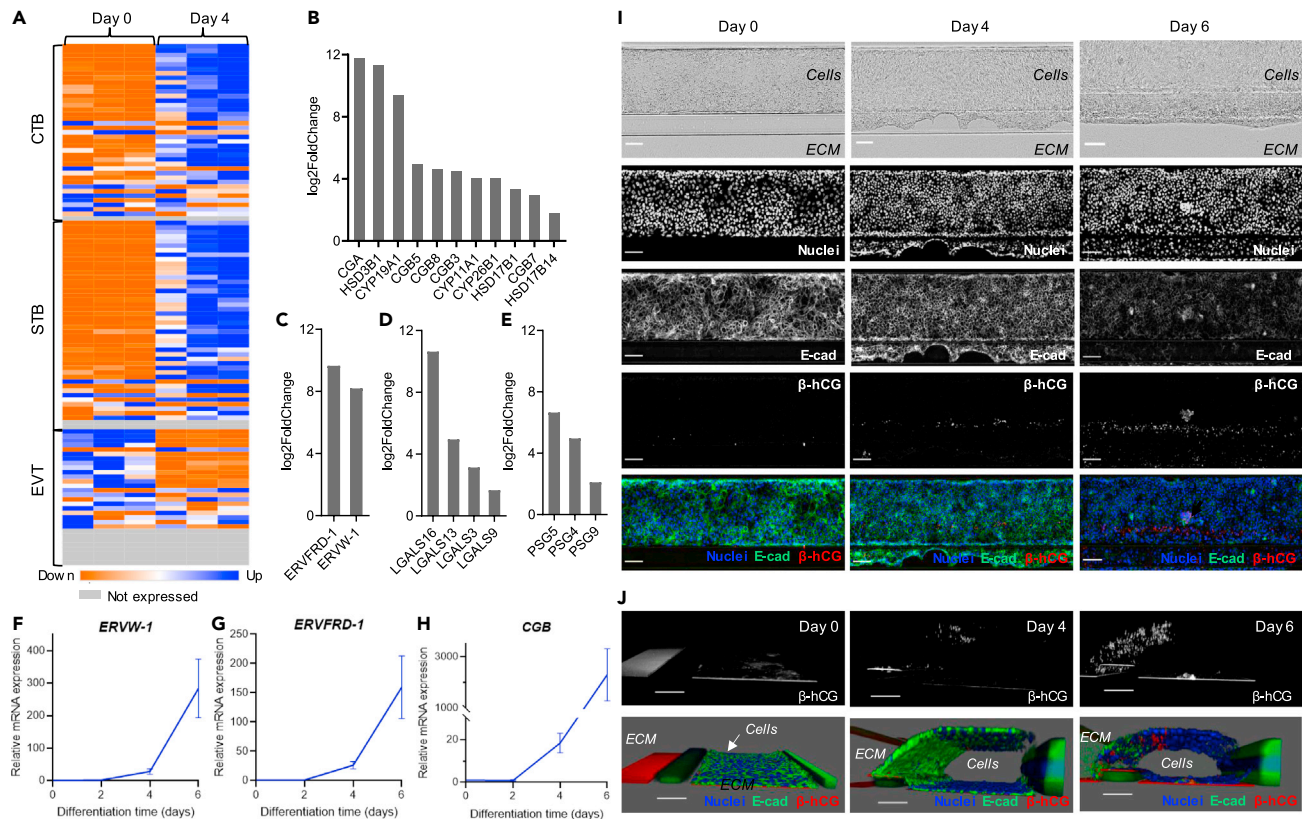 A
Day 0
Day 4
CTB
STB
EVT
Down
Up
Not expressed
B
log2FoldChange
12
8
4
0
CGA
HSD3B1
CYP19A1
CGB5
CGB8
CGB3
CYP11A1
CYP26B1
HSD17B1
CGB7
HSD17B14
C
log2FoldChange
12
8
4
0
ERVFRD-1
ERVW-1
D
log2FoldChange
12
8
4
0
LGALS16
LGALS13
LGALS3
LGALS9
E
log2FoldChange
12
8
4
0
PSG5
PSG4
PSG9
F
ERVW-1
Relative mRNA expression
400
300
200
100
0
0 2 4 6
Differentiation time (days)
G
ERVFRD-1
Relative mRNA expression
250
200
150
100
50
0
0 2 4 6
Differentiation time (days)
H
CGB
Relative mRNA expression
3000
1000
40
20
0
0 2 4 6
Differentiation time (days)
I
Day 0 Day 4 Day 6
Cells Cells Cells
ECM ECM ECM
Nuclei Nuclei Nuclei
E-cad E-cad E-cad
β-hCG β-hCG β-hCG
Nuclei E-cad β-hCG Nuclei E-cad β-hCG Nuclei E-cad β-hCG
J
Day 0 Day 4 Day 6
β-hCG β-hCG β-hCG
ECM Cells ECM Cells ECM Cells
ECM
Nuclei E-cad β-hCG Nuclei E-cad β-hCG Nuclei E-cad β-hCG